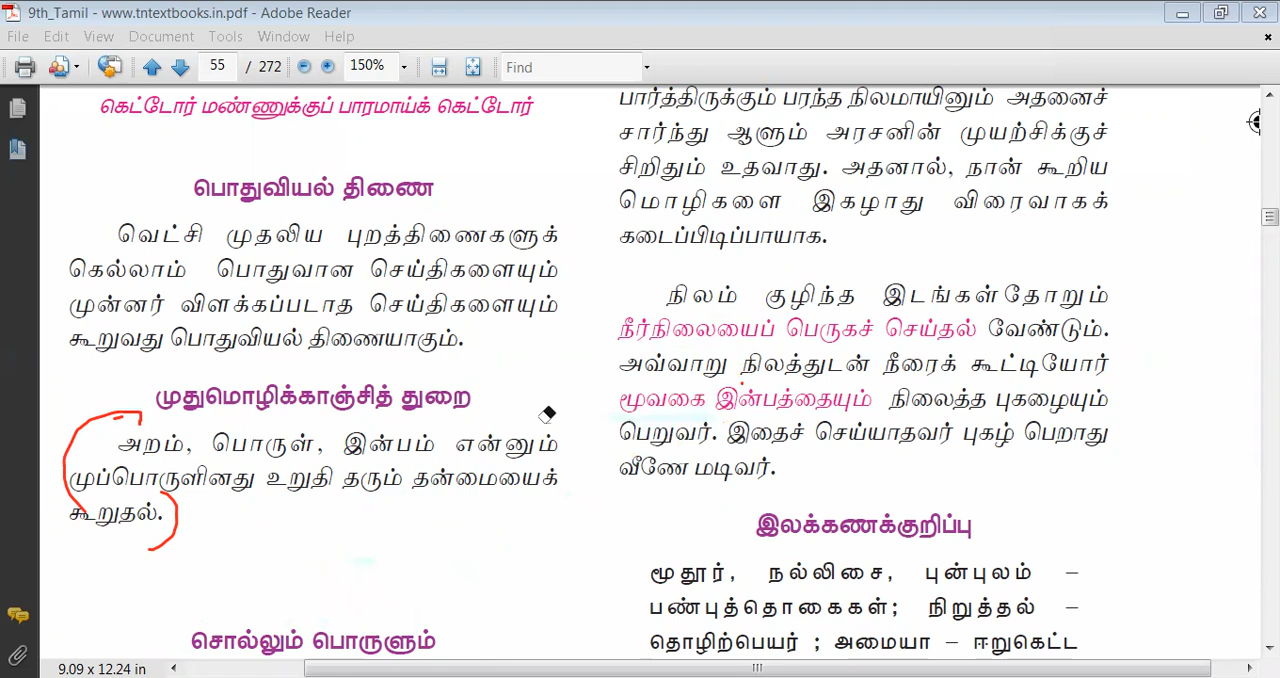 9th_Tamil - www.tntextbooks.in.pdf - Adobe Reader
File Edit View Document Tools Window Help
55 / 272 150% Find
கெட்டோர் மண்ணுக்குப் பாரமாய்க் கெட்டோர்
பொதுவியல் திணை
வெட்சி முதலிய புறத்திணைகளுக்
கெல்லாம் பொதுவான செய்திகளையும்
முன்னர் விளக்கப்படாத செய்திகளையும்
கூறுவது பொதுவியல் திணையாகும்.
முதுமொழிக்காஞ்சித் துறை
அறம், பொருள், இன்பம் என்னும்
முப்பொருளினது உறுதி தரும் தன்மையைக்
கூறுதல்.
சொல்லும் பொருளும்
பார்த்திருக்கும் பரந்த நிலமாயினும் அதனைச்
சார்ந்து ஆளும் அரசனின் முயற்சிக்குச்
சிறிதும் உதவாது. அதனால், நான் கூறிய
மொழிகளை இகழாது விரைவாகக்
கடைப்பிடிப்பாயாக.
நிலம் குழிந்த இடங்கள்தோறும்
நீர்நிலையைப் பெருகச் செய்தல் வேண்டும்.
அவ்வாறு நிலத்துடன் நீரைக் கூட்டியோர்
மூவகை இன்பத்தையும் நிலைத்த புகழையும்
பெறுவர். இதைச் செய்யாதவர் புகழ் பெறாது
வீணே மடிவர்.
இலக்கணக்குறிப்பு
மூதூர், நல்லிசை, புன்புலம் –
பண்புத்தொகைகள்; நிறுத்தல் –
தொழிற்பெயர் ; அமையா – ஈறுகெட்ட
9.09 x 12.24 in